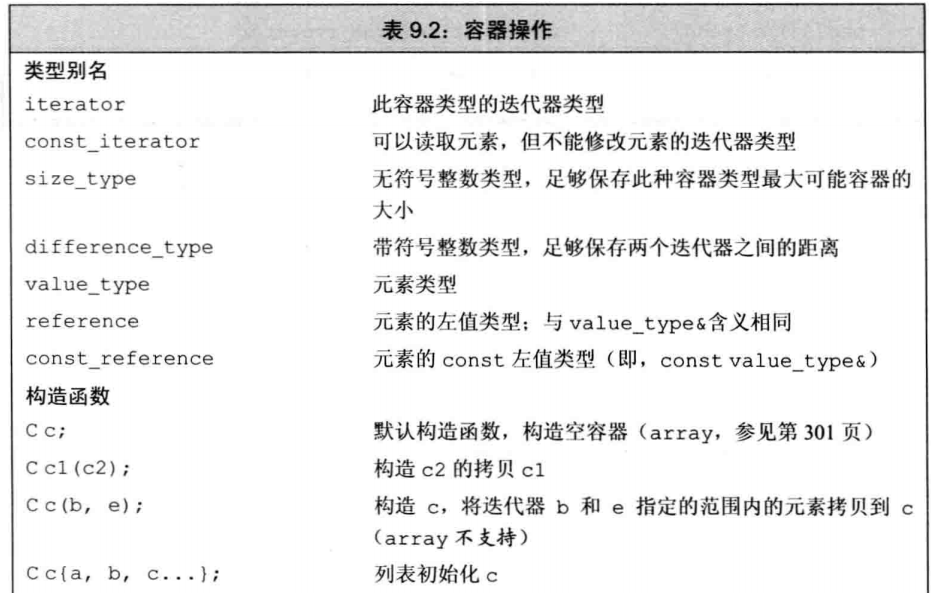 表 9.2：容器操作
类型别名
iterator 此容器类型的迭代器类型
const_iterator 可以读取元素，但不能修改元素的迭代器类型
size_type 无符号整数类型，足够保存此种容器类型最大可能容器的
大小
difference_type 带符号整数类型，足够保存两个迭代器之间的距离
value_type 元素类型
reference 元素的左值类型；与 value_type&含义相同
const_reference 元素的 const 左值类型（即，const value_type&）
构造函数
C c; 默认构造函数，构造空容器（array，参见第 301 页）
C c1(c2); 构造 c2 的拷贝 c1
C c(b, e); 构造 c，将迭代器 b 和 e 指定的范围内的元素拷贝到 c
（array 不支持）
C c{a, b, c...}; 列表初始化 c